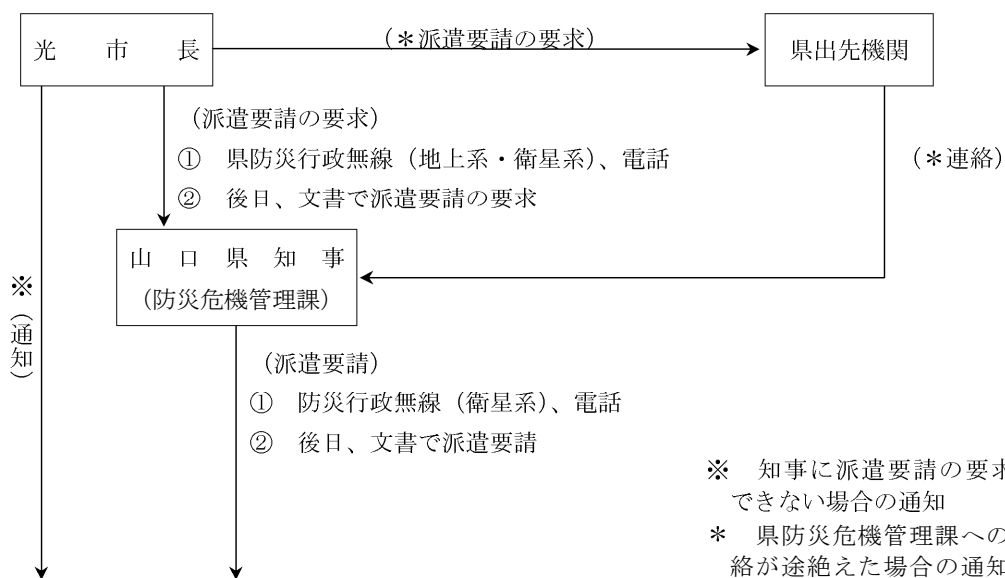 光　市　長
（＊派遣要請の要求）
県出先機関
（派遣要請の要求）
①　県防災行政無線（地上系・衛星系）、電話
②　後日、文書で派遣要請の要求
（＊連絡）
山　口　県　知　事
（防災危機管理課）
※（通知）
（派遣要請）
①　防災行政無線（衛星系）、電話
②　後日、文書で派遣要請
※　知事に派遣要請の要求
できない場合の通知
＊　県防災危機管理課への
絡が途絶えた場合の通知